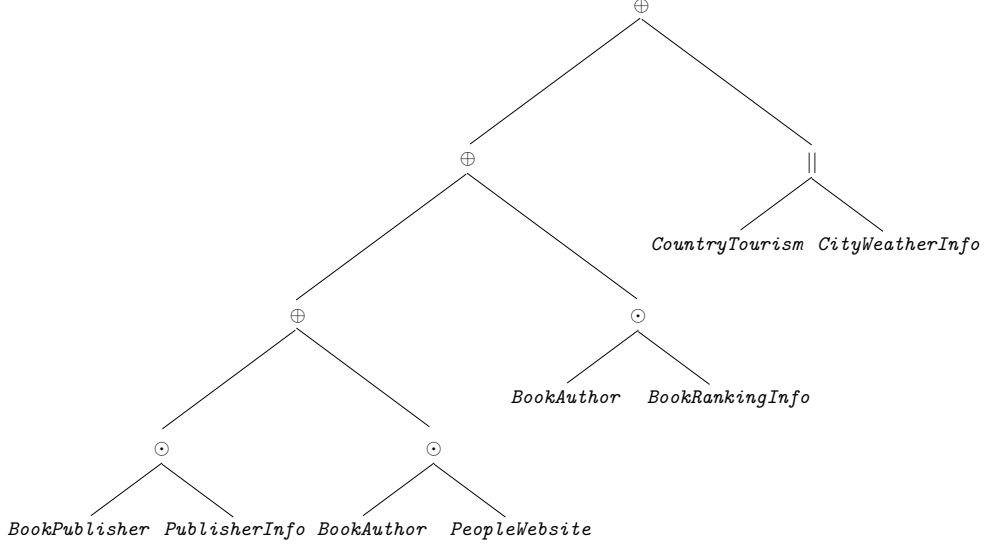 ⊕
⊕ ||
CountryTourism CityWeatherInfo
⊕ ⊙
BookAuthor BookRankingInfo
⊙ ⊙
BookPublisher PublisherInfo BookAuthor PeopleWebsite